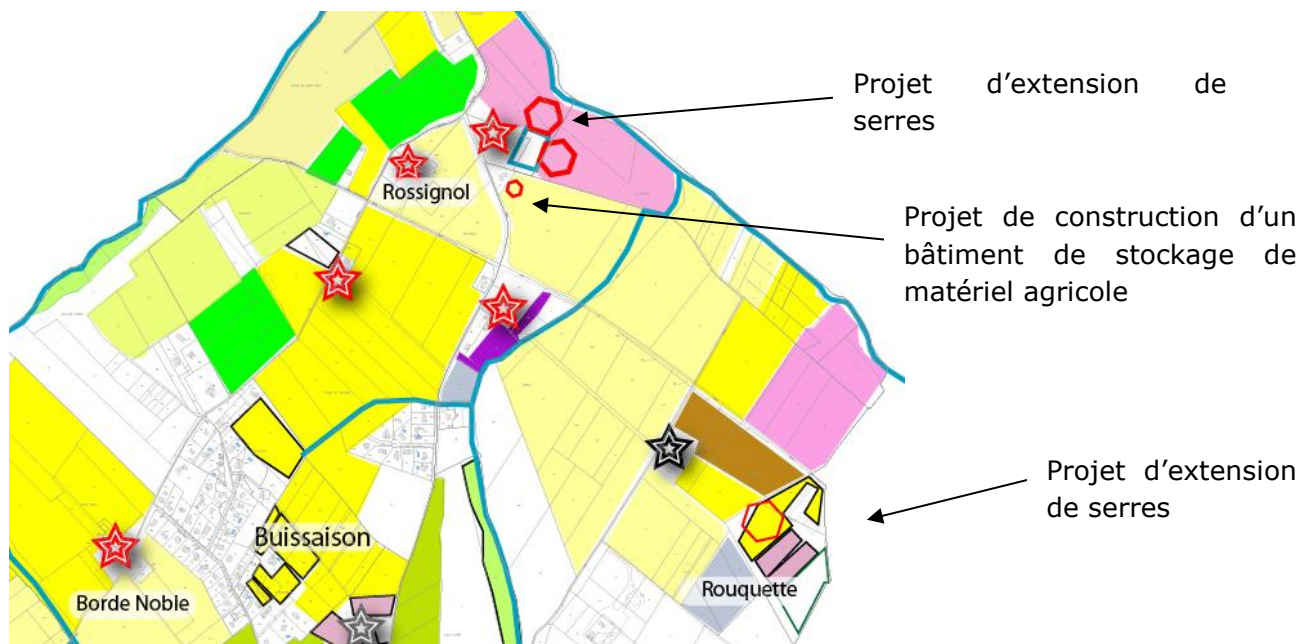 Projet d’extension de
serres
Rossignol
Projet de construction d’un
bâtiment de stockage de
matériel agricole
Projet d’extension
de serres
Buissaison
Rouquette
Borde Noble